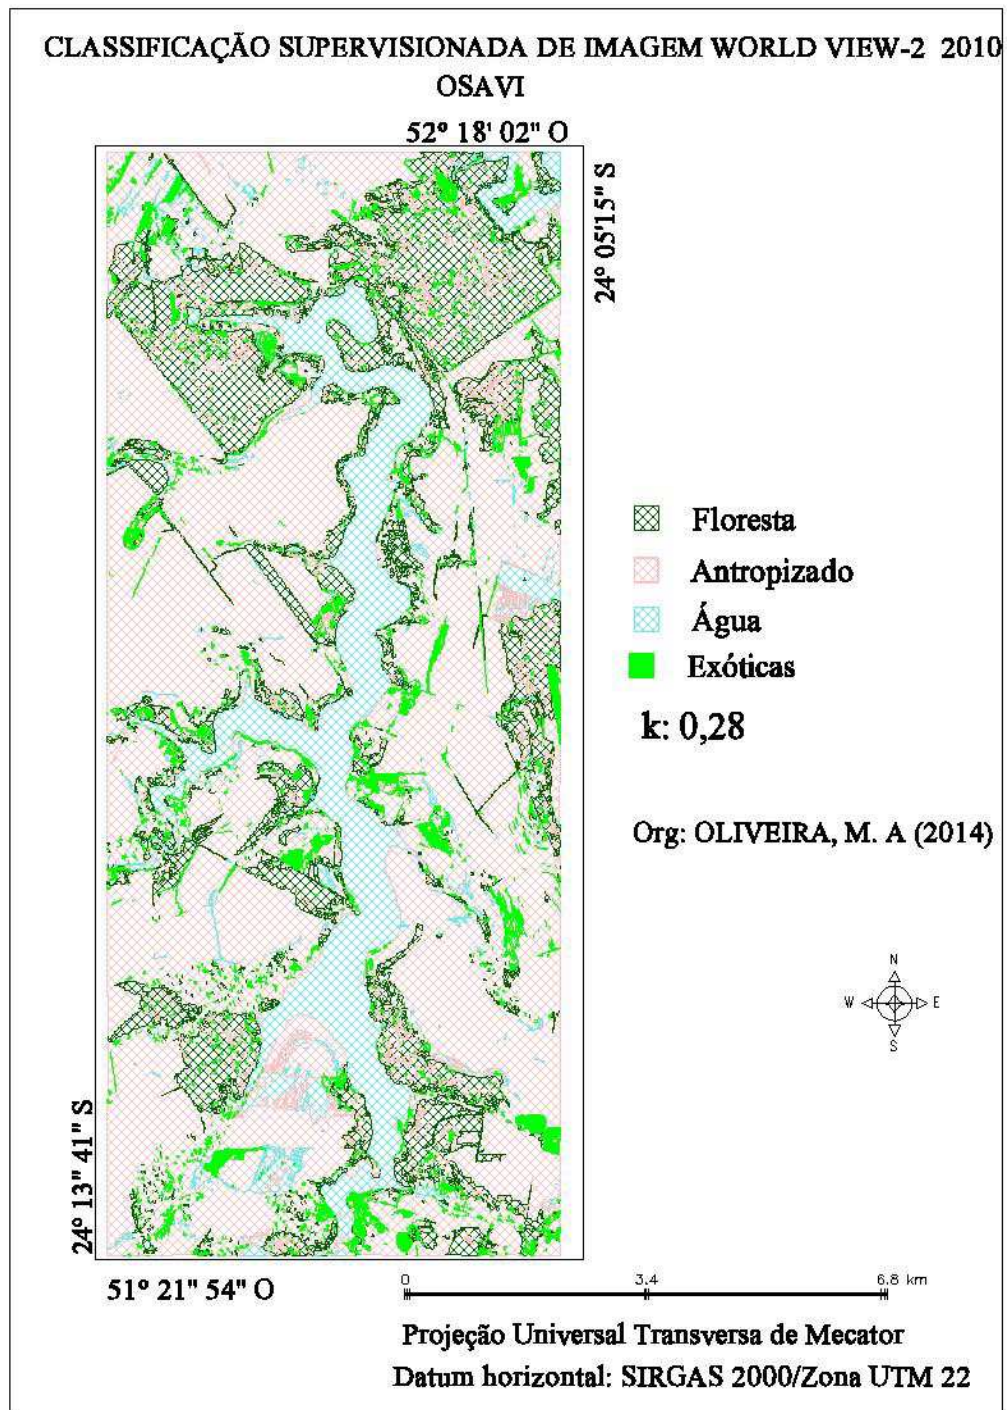 CLASSIFICAÇÃO SUPERVISIONADA DE IMAGEM WORLD VIEW-2 2010
OSAVI
52º 18' 02" O
24º 05'15" S
Floresta
Antropizado
Água
Exóticas
k: 0,28
Org: OLIVEIRA, M. A (2014)
N
W E
S
24º 13" 41" S
51º 21" 54" O
0 3.4 6.8 km
Projeção Universal Transversa de Mecator
Datum horizontal: SIRGAS 2000/Zona UTM 22